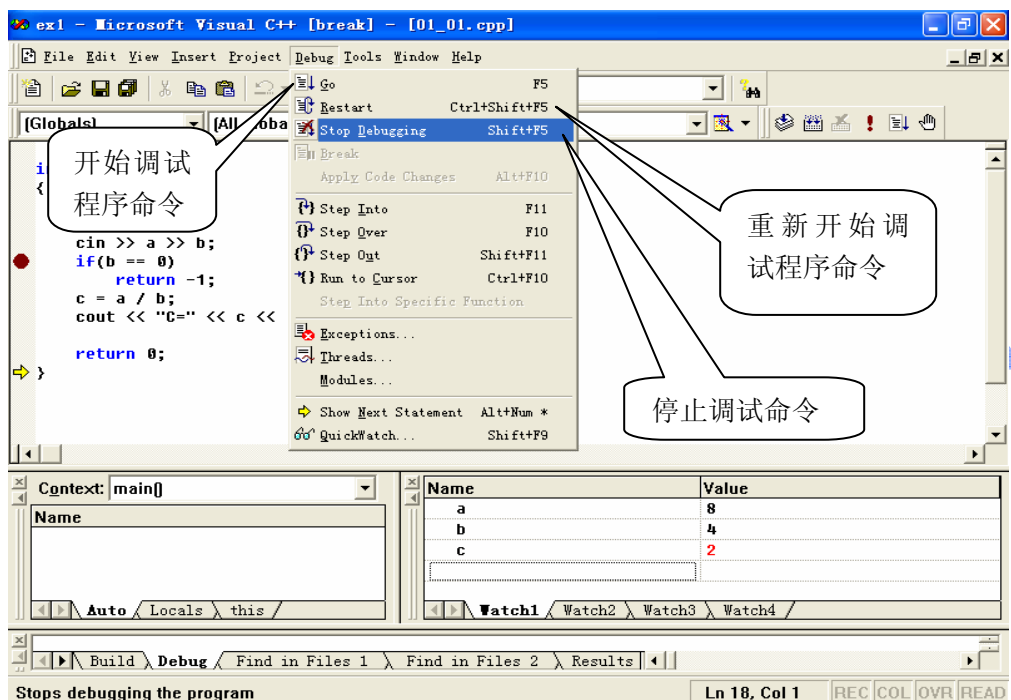 ex1 - Microsoft Visual C++ [break] - [01_01.cpp]
File Edit View Insert Project Debug Tools Window Help
[Globals]
[All
oba
Go F5
Restart Ctrl+Shift+F5
Stop Debugging Shift+F5
Break
Apply Code Changes Alt+F10
Step Into F11
Step Over F10
Step Out Shift+F11
Run to Cursor Ctrl+F10
Step Into Specific Function
Exceptions...
Threads...
Modules...
Show Next Statement Alt+Num *
QuickWatch... Shift+F9
开始调试
程序命令
重新开始调
试程序命令
停止调试命令
{
cin >> a >> b;
if(b == 0)
return -1;
c = a / b;
cout << "C=" << c <<
return 0;
}
Context: main()
Name
Auto Locals this
Name Value
a 8
b 4
c 2
Watch1 Watch2 Watch3 Watch4
Build Debug Find in Files 1 Find in Files 2 Results
Stops debugging the program
Ln 18, Col 1 REC COL OVR READ